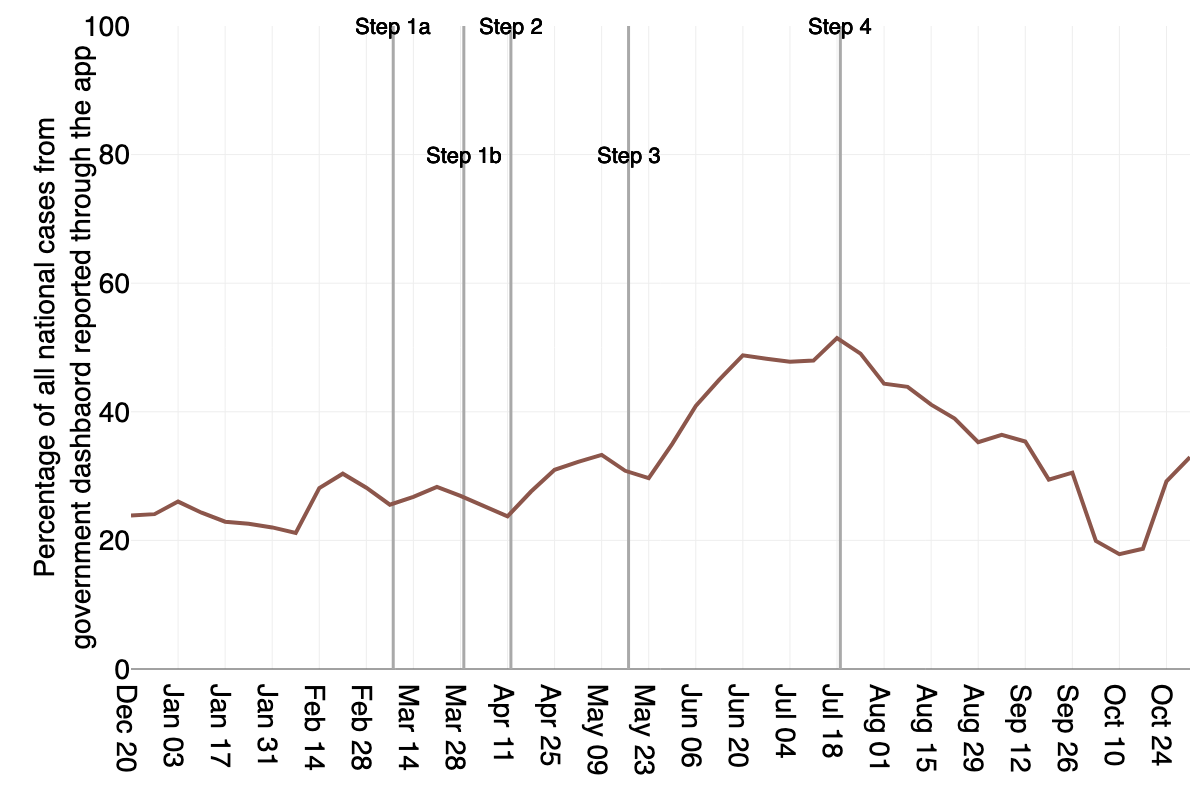 Percentage of all national cases from
government dashbaord reported through the app
100
80
60
40
20
0
Step 1a
Step 2
Step 4
Step 1b
Step 3
Dec 20
Jan 03
Jan 17
Jan 31
Feb 14
Feb 28
Mar 14
Mar 28
Apr 11
Apr 25
May 09
May 23
Jun 06
Jun 20
Jul 04
Jul 18
Aug 01
Aug 15
Aug 29
Sep 12
Sep 26
Oct 10
Oct 24